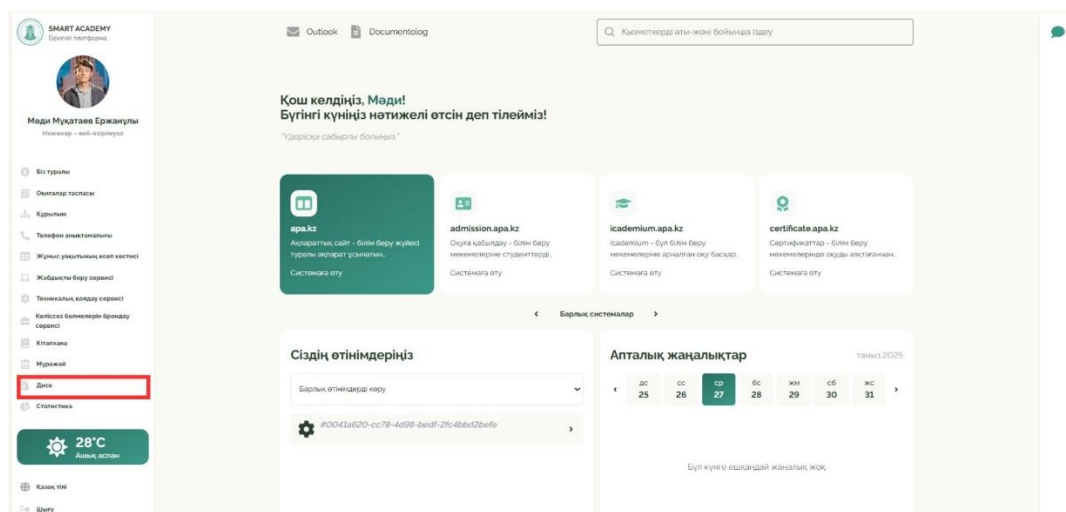 SMART ACADEMY
Бірегей платформа
Мәди Мұқатаев Ержанұлы
Инженер - веб-әзірлеуші
Біз туралы
Оқиғалар таспасы
Құрылым
Телефон анықтамалығы
Жұмыс уақытының есеп кестесі
Жабдықты беру сервисі
Техникалық қолдау сервисі
Келіссөз бөлмелерін брондау
сервисі
Кітапхана
Мұражай
Диск
Статистика
28°C
Ашық аспан
Қазақ тілі
Шығу
Outlook Documentolog
Қызметкерді аты-жөні бойынша іздеу
Қош келдіңіз, Мәди!
Бүгінгі күніңіз нәтижелі өтсін деп тілейміз!
"Үдеріске сабырлы болыңыз."
apa.kz
Ақпараттық сайт - білім беру жүйесі
туралы ақпарат ұсынатын..
Системаға өту
admission.apa.kz
Оқуға қабылдау - білім беру
мекемелеріне студенттерді..
Системаға өту
icademium.apa.kz
Icademium - бұл білім беру
мекемелеріне арналған оқу басқар..
Системаға өту
certificate.apa.kz
Сертификаттар - білім беру
мекемелерінде оқуды аяқтағаннан..
Системаға өту
Барлық системалар
Сіздің өтінімдеріңіз
Барлық өтінімдерді көру
#0041a620-cc78-4d98-bedf-2fc4bbd2befe
Апталық жаңалықтар
тамыз 2025
дс сс ср бс жм сб жс
25 26 27 28 29 30 31
Бұл күнге ешқандай жаңалық жоқ